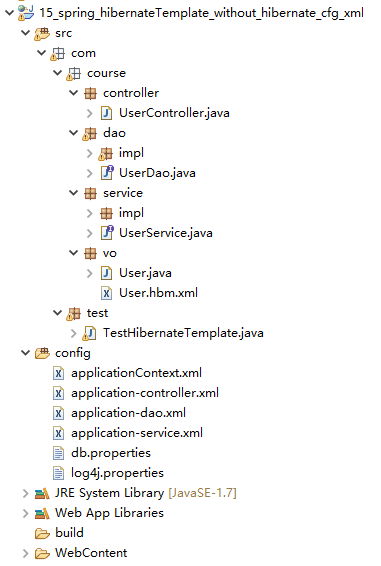 15_spring_hibernateTemplate_without_hibernate_cfg_xml
src
com
course
controller
UserController.java
dao
impl
UserDao.java
service
impl
UserService.java
vo
User.java
User.hbm.xml
test
TestHibernateTemplate.java
config
applicationContext.xml
application-controller.xml
application-dao.xml
application-service.xml
db.properties
log4j.properties
JRE System Library [JavaSE-1.7]
Web App Libraries
build
WebContent